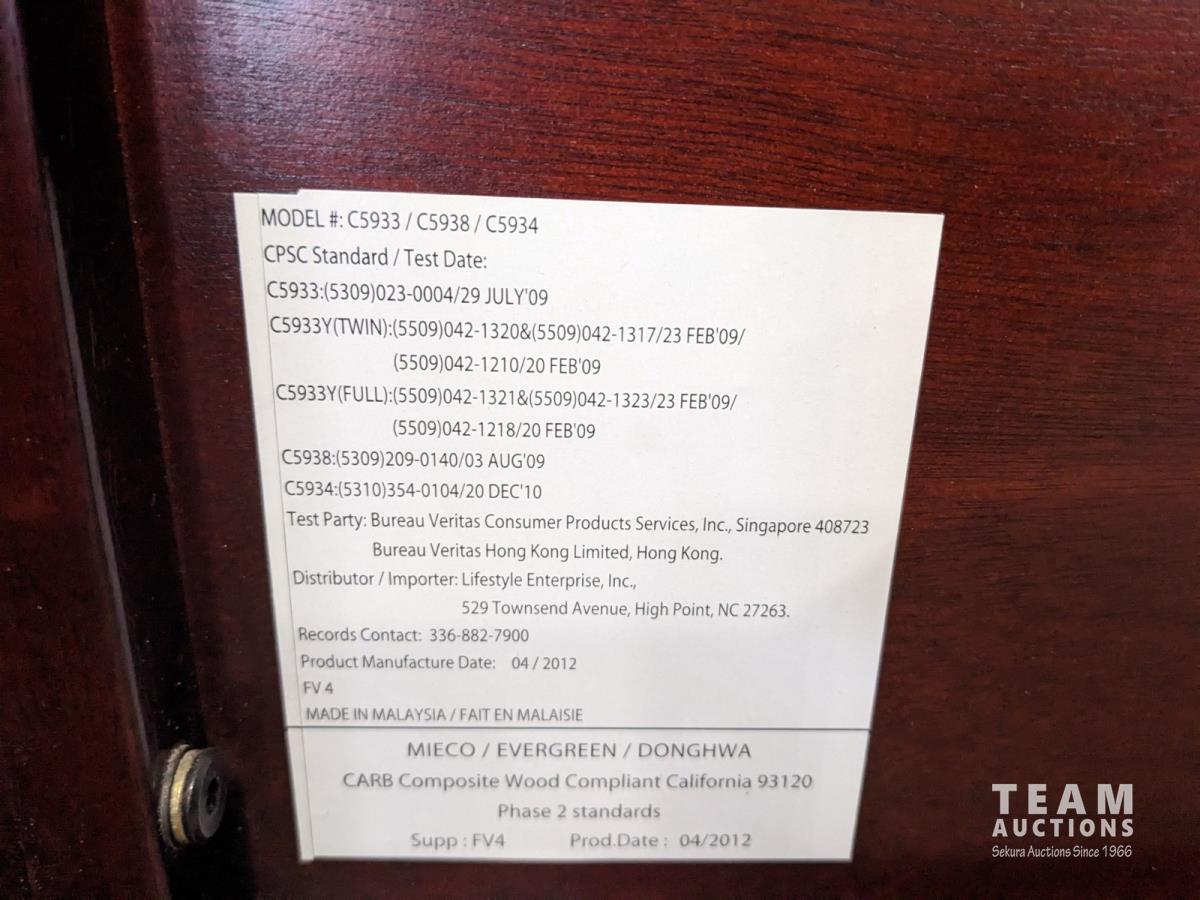 MODEL #: C5933 / C5938 / C5934
CPSC Standard / Test Date:
C5933:(5309)023-0004/29 JULY'09
C5933Y(TWIN):(5509)042-1320&(5509)042-1317/23 FEB'09/
(5509)042-1210/20 FEB'09
C5933Y(FULL):(5509)042-1321&(5509)042-1323/23 FEB'09/
(5509)042-1218/20 FEB'09
C5938:(5309)209-0140/03 AUG'09
C5934:(5310)354-0104/20 DEC'10
Test Party: Bureau Veritas Consumer Products Services, Inc., Singapore 408723
Bureau Veritas Hong Kong Limited, Hong Kong.
Distributor / Importer: Lifestyle Enterprise, Inc.,
529 Townsend Avenue, High Point, NC 27263.
Records Contact: 336-882-7900
Product Manufacture Date: 04 / 2012
FV 4
MADE IN MALAYSIA / FAIT EN MALAISIE
MIECO / EVERGREEN / DONGHWA
CARB Composite Wood Compliant California 93120
Phase 2 standards
Supp : FV4 Prod.Date : 04/2012
TEAM
AUCTIONS
Sekura Auctions Since 1966